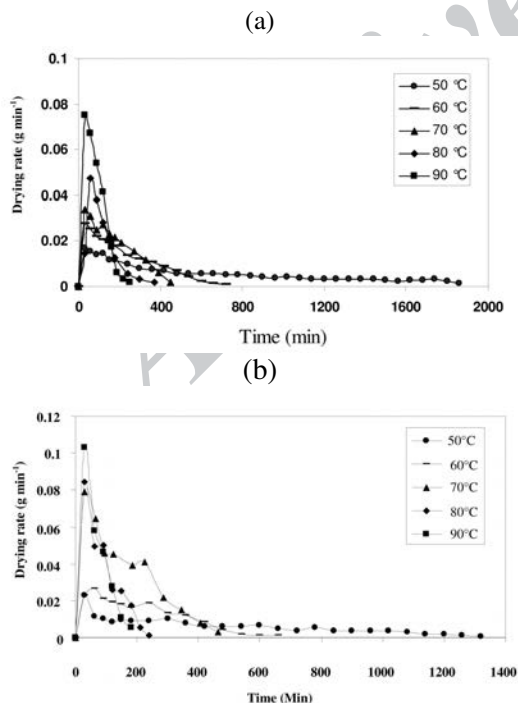 (a)
0.1
0.08
0.06
0.04
0.02
0
0 400 800 1200 1600 2000
Drying rate (g min⁻¹)
Time (min)
50 °C
60 °C
70 °C
80 °C
90 °C
(b)
0.12
0.1
0.08
0.06
0.04
0.02
0
0 200 400 600 800 1000 1200 1400
Drying rate (g min⁻¹)
Time (Min)
50°C
60°C
70°C
80°C
90°C